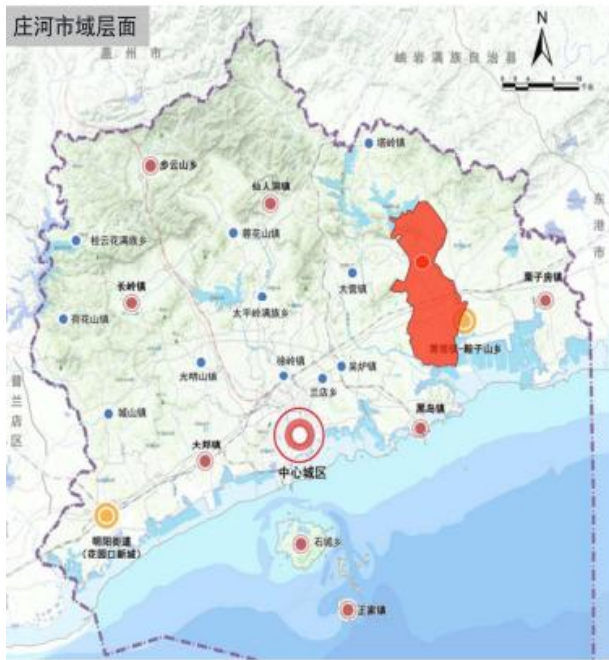 庄河市域层面
盖州市
岫岩满族自治县
N
东港市
普兰店区
塔岭镇
步云山乡
仙人洞镇
蓉花山镇
桂云花满族乡
大营镇
栗子房镇
长岭镇
太平岭满族乡
荷花山镇
鞍子山乡
光明山镇
徐岭镇
吴炉镇
兰店乡
城山镇
黑岛镇
大郑镇
中心城区
明阳街道
（花园口新城）
石城乡
王家镇